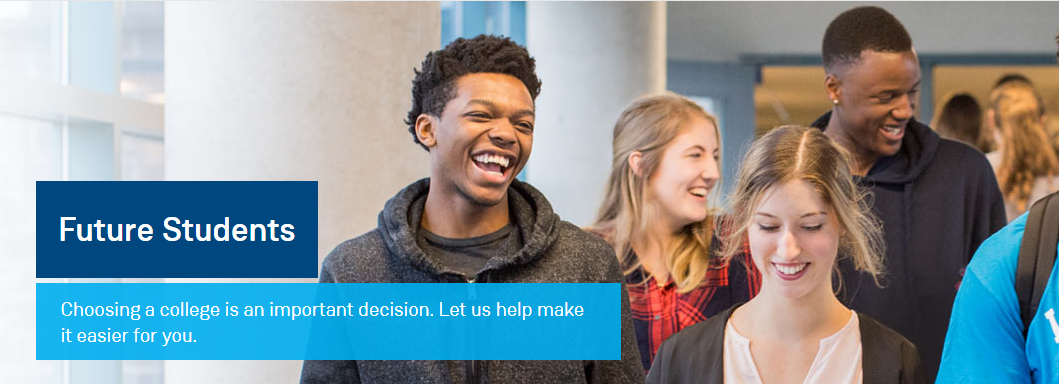 Future Students
Choosing a college is an important decision. Let us help make
it easier for you.